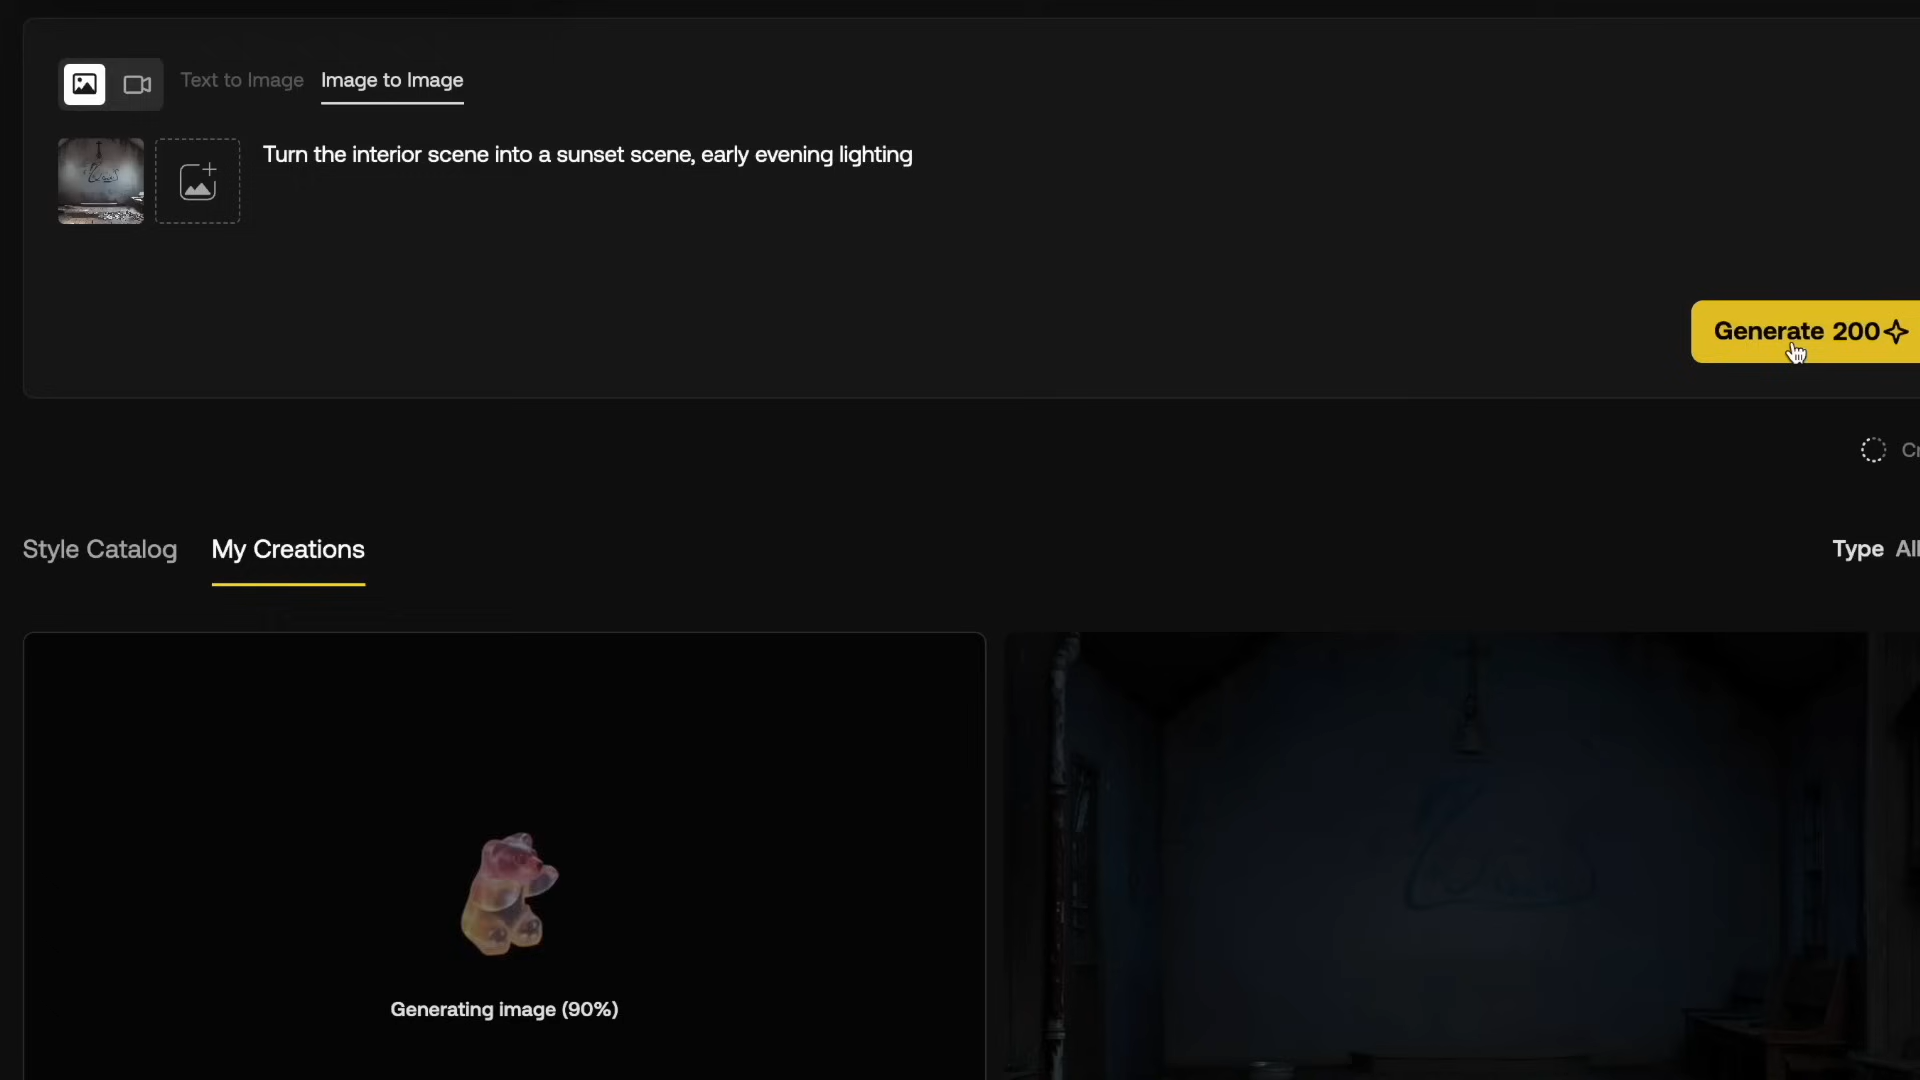 Text to Image Image to Image
Turn the interior scene into a sunset scene, early evening lighting
Generate 200
Cr
Style Catalog My Creations
Type All
Generating image (90%)